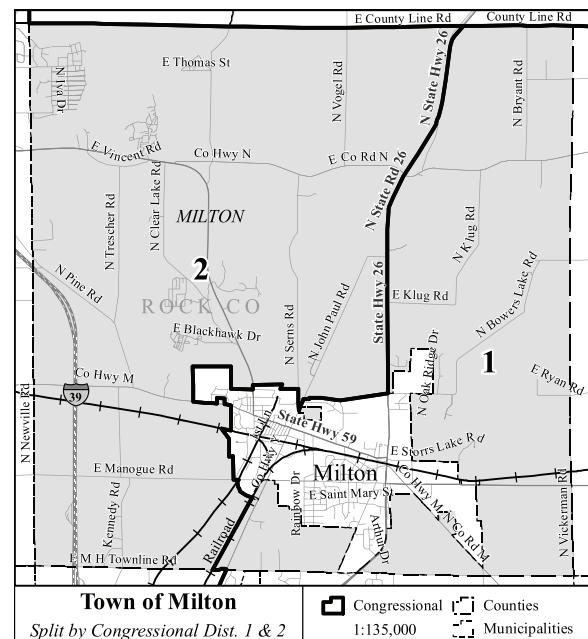 E County Line Rd
County Line Rd
N State Hwy 26
E Thomas St
N Iva Dr
N Vogel Rd
N Bryant Rd
E Vincent Rd
Co Hwy N
E Co Rd N
N Trescher Rd
N Clear Lake Rd
MILTON
N State Rd 26
N Klug Rd
2
N Pine Rd
ROCK CO
N Serns Rd
N John Paul Rd
State Hwy 26
E Klug Rd
N Bowers Lake Rd
E Blackhawk Dr
1
Co Hwy M
N Oak Ridge Dr
E Ryan Rd
39
N Newville Rd
State Hwy 59
E Storrs Lake Rd
Co Hwy Y
E Manogue Rd
Milton
Kennedy Rd
Rainbow Dr
E Saint Mary St
Co Hwy M
N Co Rd M
N Vickerman Rd
Railroad
Arthur Dr
E M H Townline Rd
Town of Milton
Split by Congressional Dist. 1 & 2
Congressional
Counties
1:135,000
Municipalities